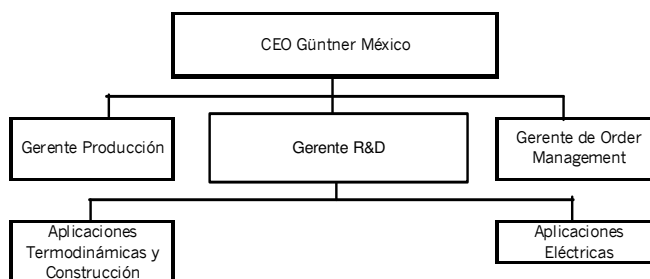 CEO Güntner México
Gerente Producción
Gerente R&D
Gerente de Order
Management
Aplicaciones
Termodinámicas y
Construcción
Aplicaciones
Eléctricas